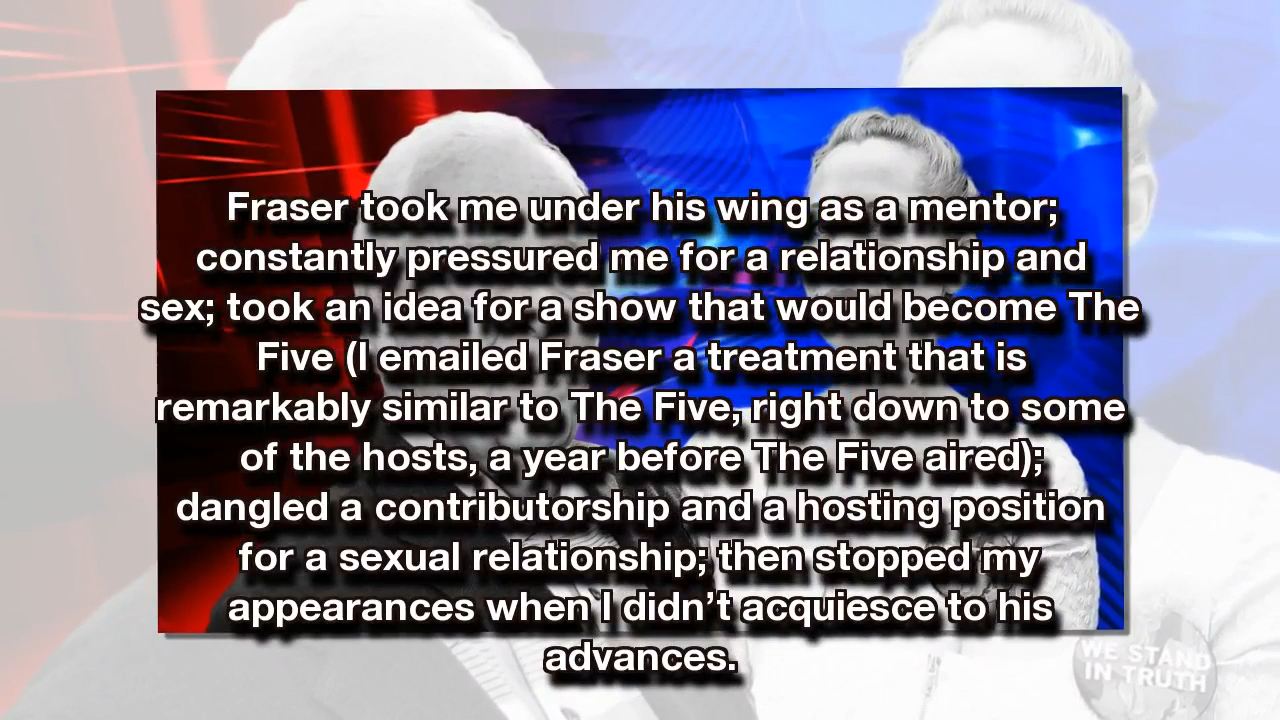 Fraser took me under his wing as a mentor;
constantly pressured me for a relationship and
sex; took an idea for a show that would become The
Five (I emailed Fraser a treatment that is
remarkably similar to The Five, right down to some
of the hosts, a year before The Five aired);
dangled a contributorship and a hosting position
for a sexual relationship; then stopped my
appearances when I didn’t acquiesce to his
advances.
WE STAND
IN TRUTH